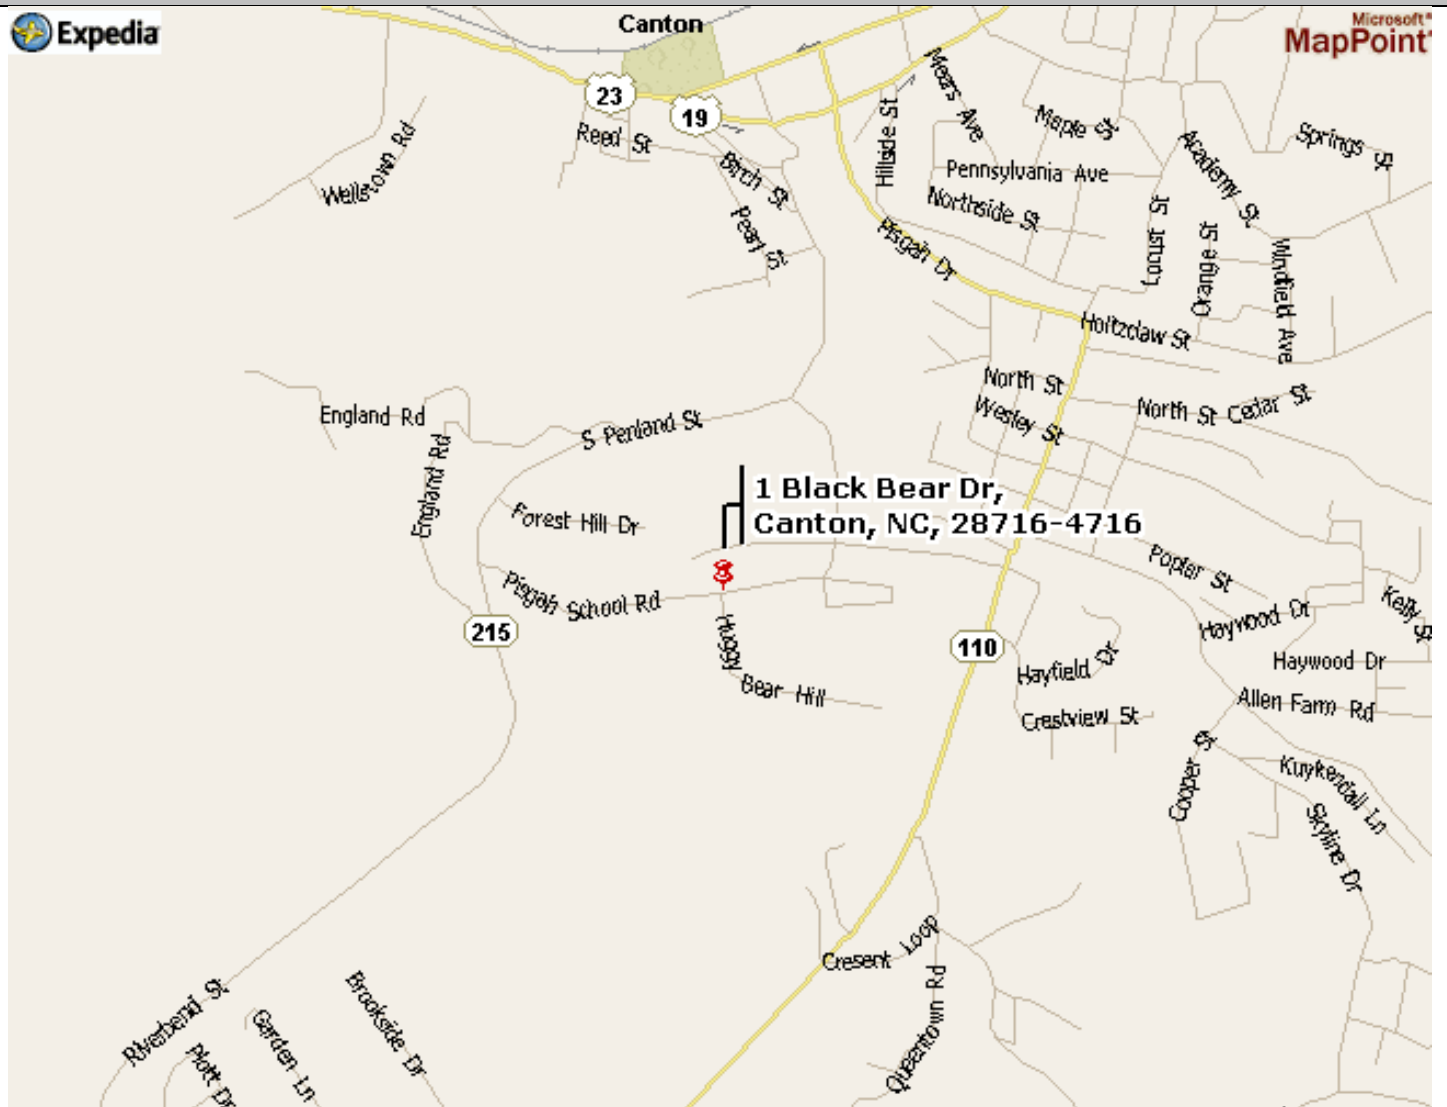 Expedia
Canton
Microsoft®
MapPoint®
23
19
Reed St
Birch St
Pearl St
Wellstown Rd
Hillside St
Mears Ave
Maple St
Pennsylvania Ave
Northside St
Academy St
Springs St
Pisgah Dr
Locust St
Orange St
Windfield Ave
Holtzclaw St
North St
Wesley St
North St
Cedar St
England Rd
England Rd
S Penland St
Forest Hill Dr
1 Black Bear Dr,
Canton, NC, 28716-4716
Pisgah School Rd
215
Huggy
Bear Hill
110
Poplar St
Haywood Dr
Kelly St
Haywood Dr
Hayfield Dr
Allen Farm Rd
Crestview St
Cooper Dr
Kuykendall Ln
Skyline Dr
Cresent Loop
Queentown Rd
Riverbend St
Plott Dr
Garden Ln
Brookside Dr